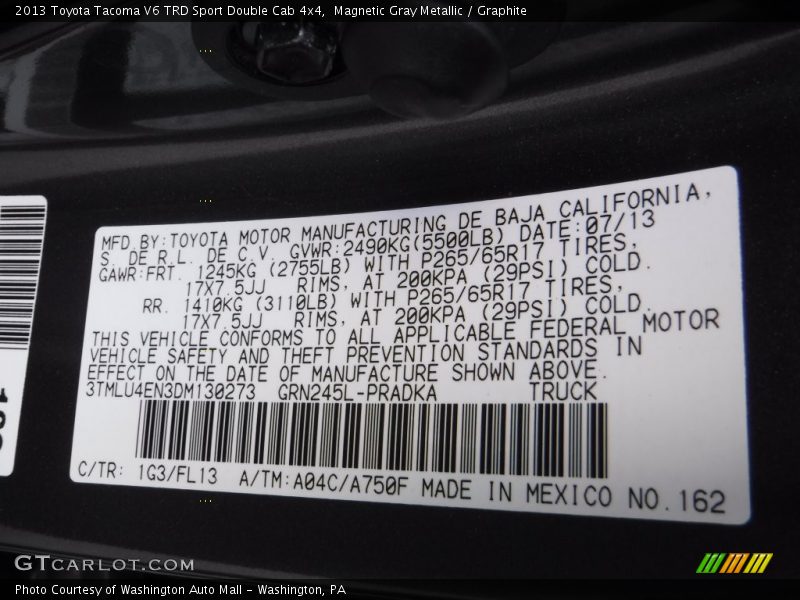 2013 Toyota Tacoma V6 TRD Sport Double Cab 4x4, Magnetic Gray Metallic / Graphite
MFD.BY:TOYOTA MOTOR MANUFACTURING DE BAJA CALIFORNIA,
S. DE R.L. DE C.V. GVWR:2490KG(5500LB) DATE:07/13
GAWR:FRT. 1245KG (2755LB) WITH P265/65R17 TIRES,
17X7.5JJ RIMS, AT 200KPA (29PSI) COLD.
RR. 1410KG (3110LB) WITH P265/65R17 TIRES,
17X7.5JJ RIMS, AT 200KPA (29PSI) COLD.
THIS VEHICLE CONFORMS TO ALL APPLICABLE FEDERAL MOTOR
VEHICLE SAFETY AND THEFT PREVENTION STANDARDS IN
EFFECT ON THE DATE OF MANUFACTURE SHOWN ABOVE.
3TMLU4EN3DM130273 GRN245L-PRADKA TRUCK
C/TR: 1G3/FL13 A/TM:A04C/A750F MADE IN MEXICO NO.162
GTCARLOT.COM
Photo Courtesy of Washington Auto Mall - Washington, PA